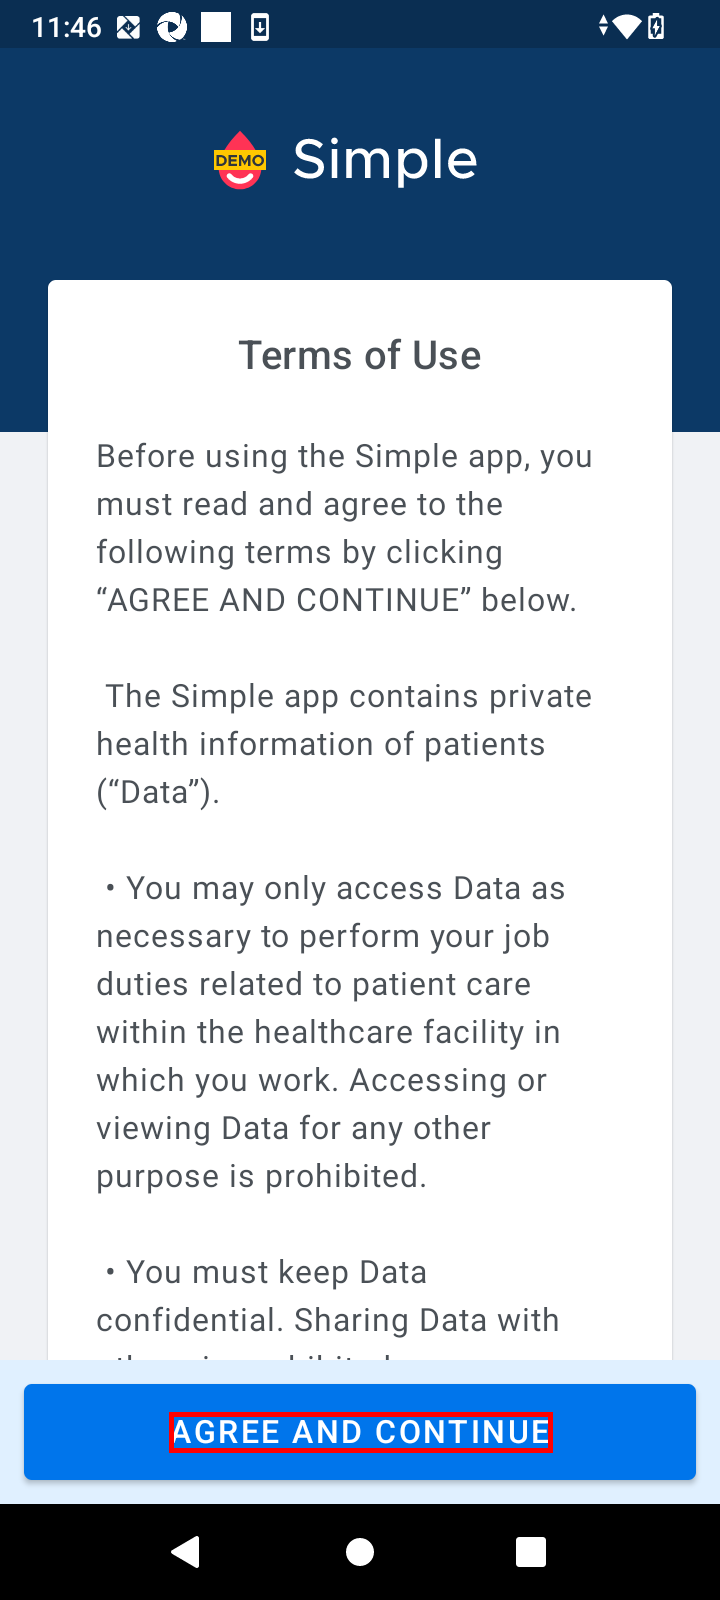 11:46
DEMO Simple
Terms of Use
Before using the Simple app, you
must read and agree to the
following terms by clicking
“AGREE AND CONTINUE” below.
The Simple app contains private
health information of patients
(“Data”).
• You may only access Data as
necessary to perform your job
duties related to patient care
within the healthcare facility in
which you work. Accessing or
viewing Data for any other
purpose is prohibited.
• You must keep Data
confidential. Sharing Data with
AGREE AND CONTINUE